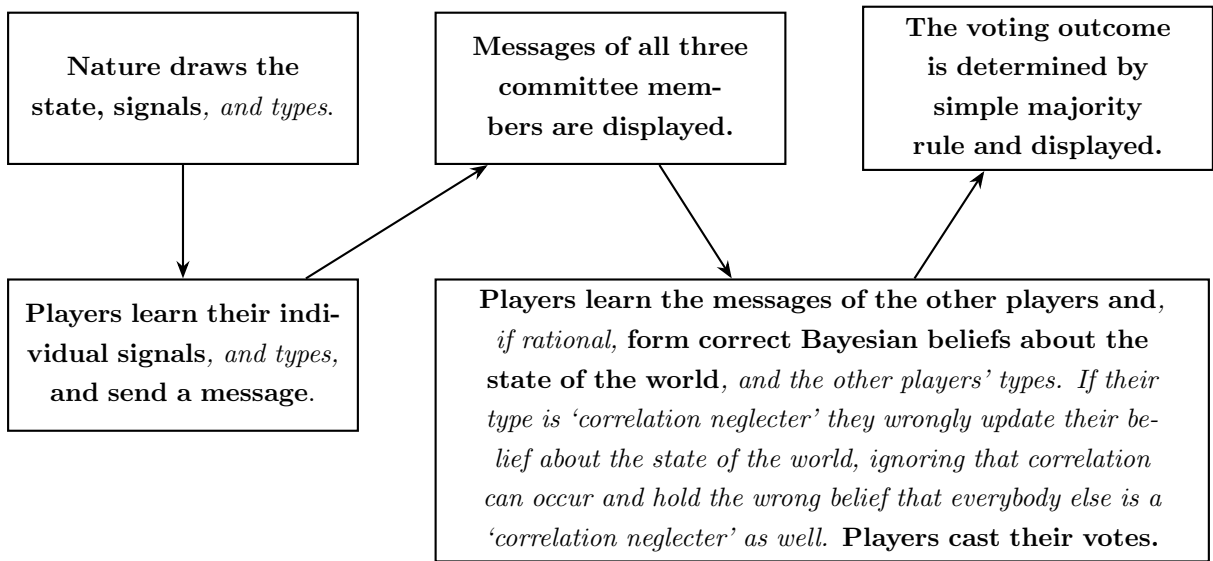 Nature draws the
state, signals, and types.
Players learn their indi-
vidual signals, and types,
and send a message.
Messages of all three
committee mem-
bers are displayed.
Players learn the messages of the other players and,
if rational, form correct Bayesian beliefs about the
state of the world, and the other players' types. If their
type is ‘correlation neglecter’ they wrongly update their be-
lief about the state of the world, ignoring that correlation
can occur and hold the wrong belief that everybody else is a
‘correlation neglecter’ as well. Players cast their votes.
The voting outcome
is determined by
simple majority
rule and displayed.